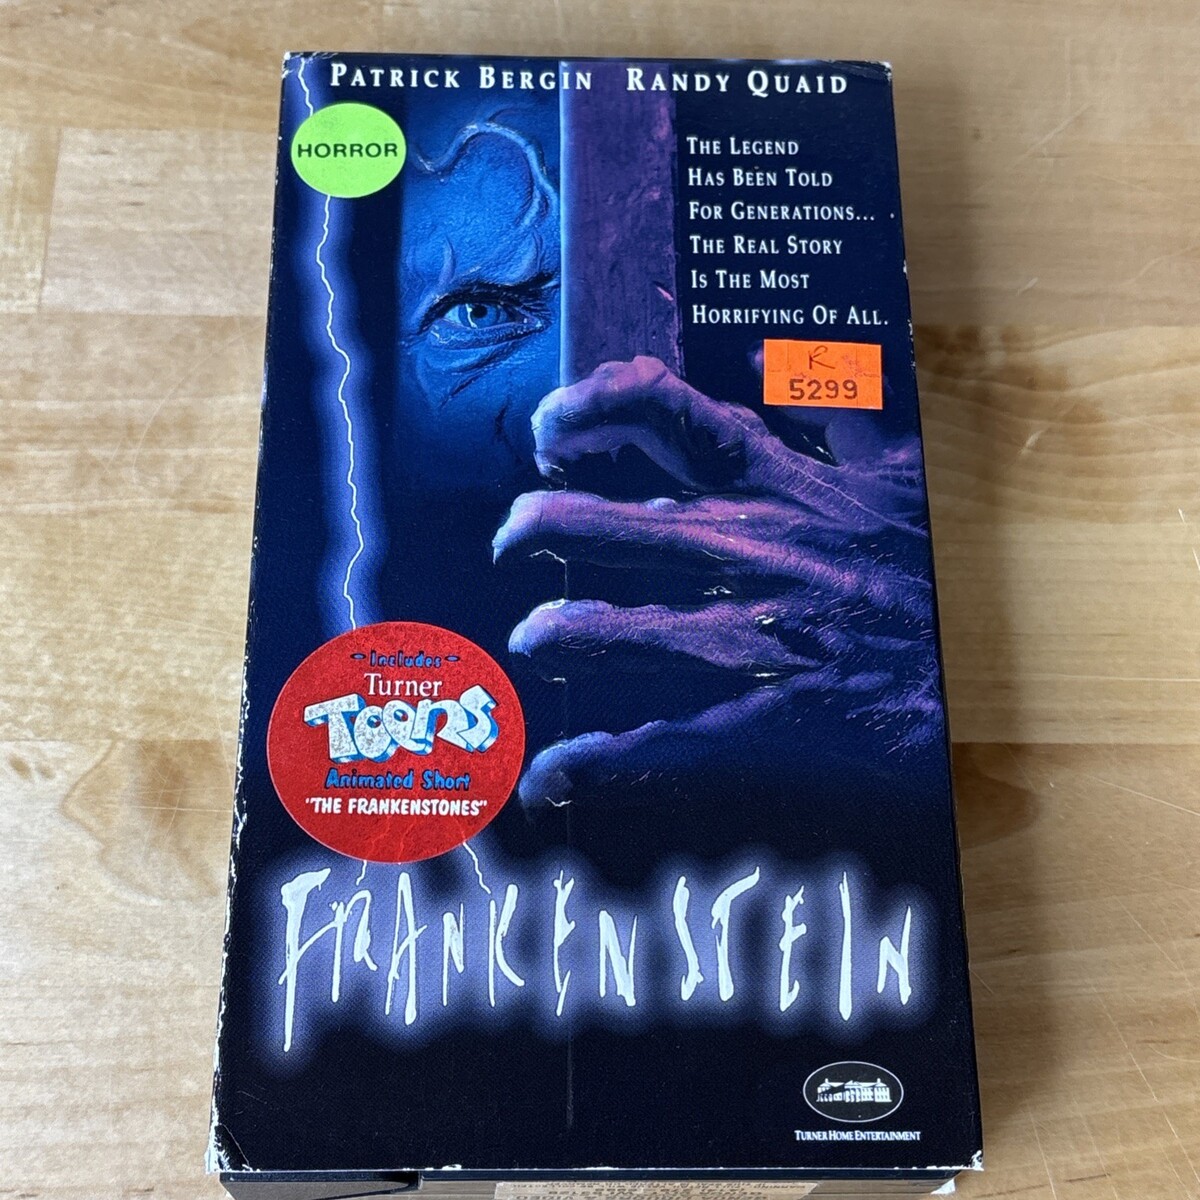 PATRICK BERGIN RANDY QUAID
HORROR
THE LEGEND
HAS BEEN TOLD
FOR GENERATIONS...
THE REAL STORY
IS THE MOST
HORRIFYING OF ALL.
R
5299
- Includes -
Turner
TOONS
Animated Short
"THE FRANKENSTONES"
FRANKENSTEIN
TURNER HOME ENTERTAINMENT